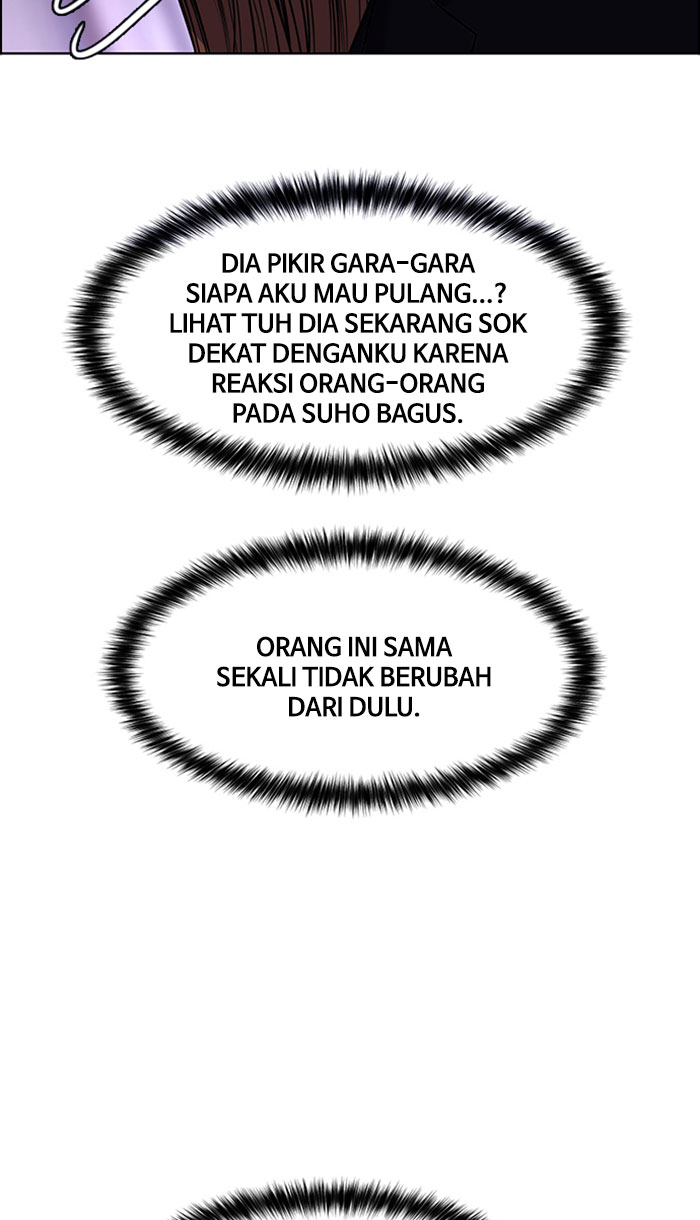 DIA PIKIR GARA-GARA
SIAPA AKU MAU PULANG...?
LIHAT TUH DIA SEKARANG SOK
DEKAT DENGANKU KARENA
REAKSI ORANG-ORANG
PADA SUHO BAGUS.
ORANG INI SAMA
SEKALI TIDAK BERUBAH
DARI DULU.